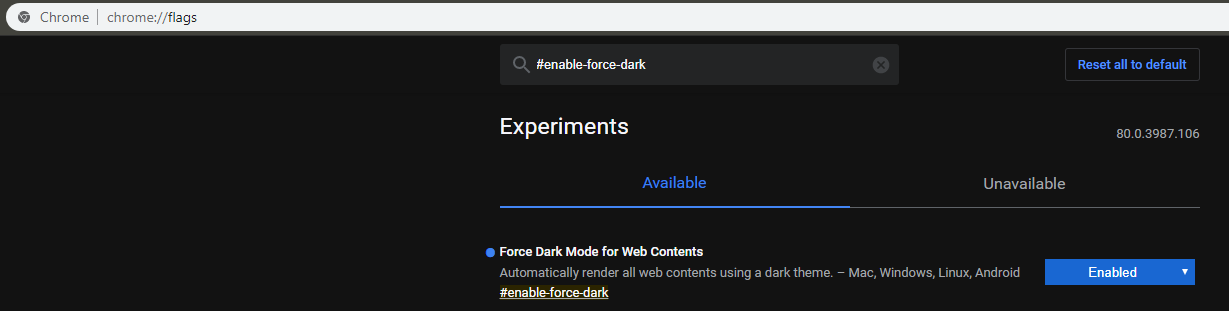 Chrome | chrome://flags
#enable-force-dark
Reset all to default
Experiments
80.0.3987.106
Available
Unavailable
Force Dark Mode for Web Contents
Automatically render all web contents using a dark theme. – Mac, Windows, Linux, Android
Enabled
#enable-force-dark